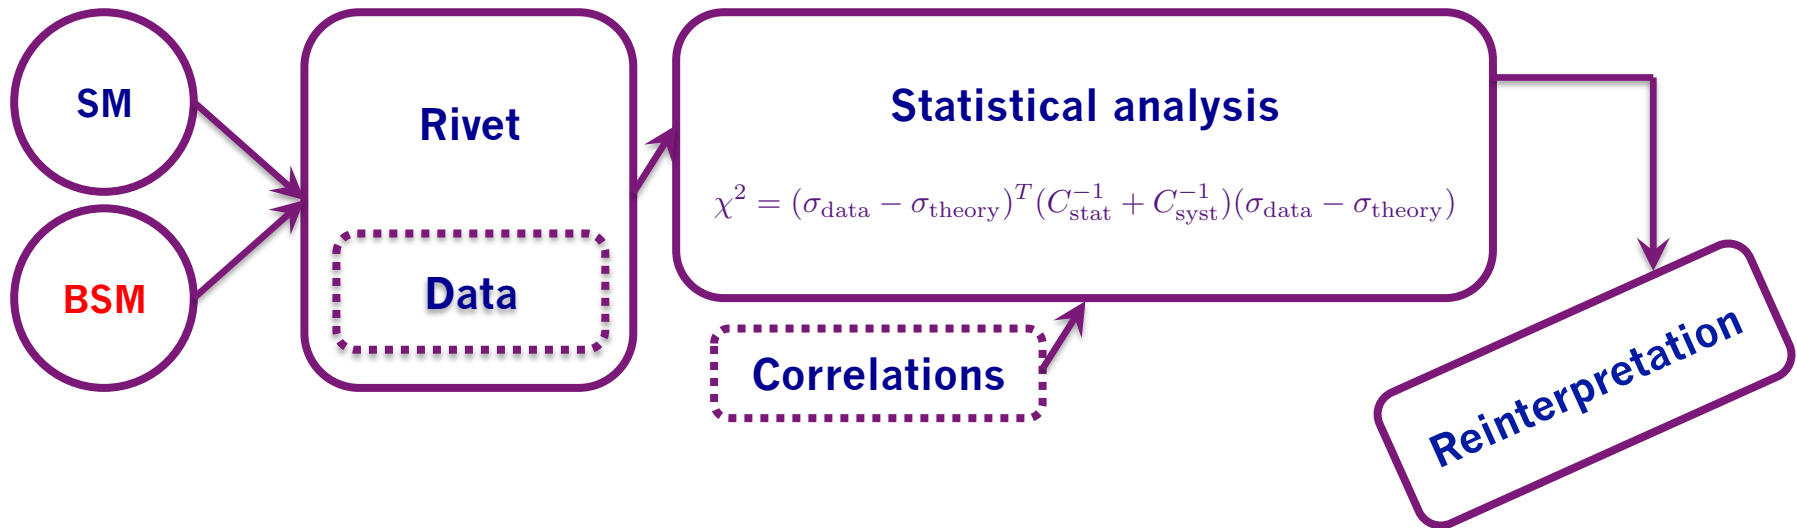 SM
BSM
Rivet
Data
Statistical analysis
χ² = (σ_data − σ_theory)^T (C_stat^{-1} + C_syst^{-1})(σ_data − σ_theory)
Correlations
Reinterpretation